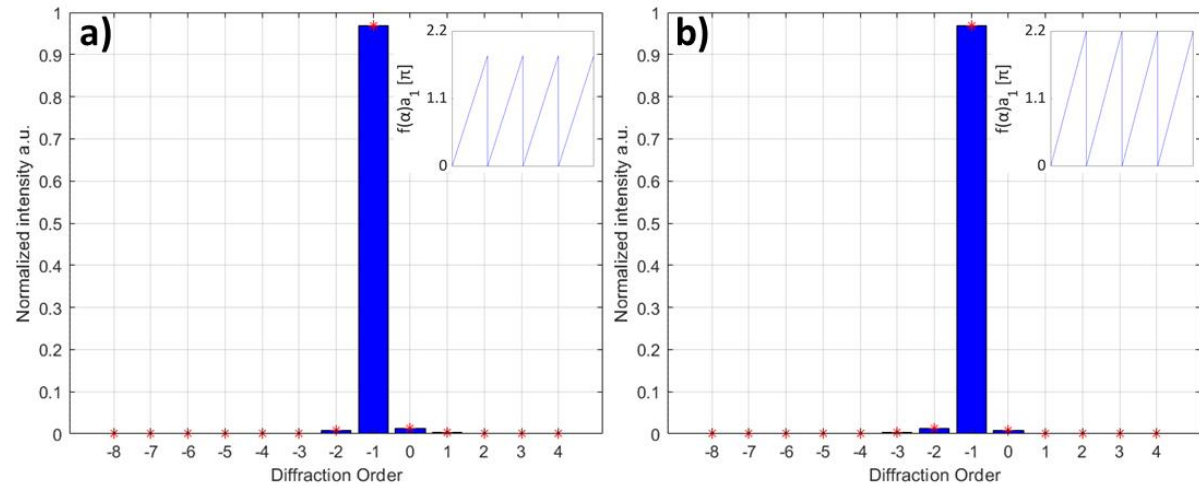 a)
1
0.9
0.8
0.7
0.6
0.5
0.4
0.3
0.2
0.1
0
Normalized intensity a.u.
-8 -7 -6 -5 -4 -3 -2 -1 0 1 2 3 4
Diffraction Order
2.2
1.1
0
f(α)a₁ [π]
b)
1
0.9
0.8
0.7
0.6
0.5
0.4
0.3
0.2
0.1
0
Normalized intensity a.u.
-8 -7 -6 -5 -4 -3 -2 -1 0 1 2 3 4
Diffraction Order
2.2
1.1
0
f(α)a₁ [π]